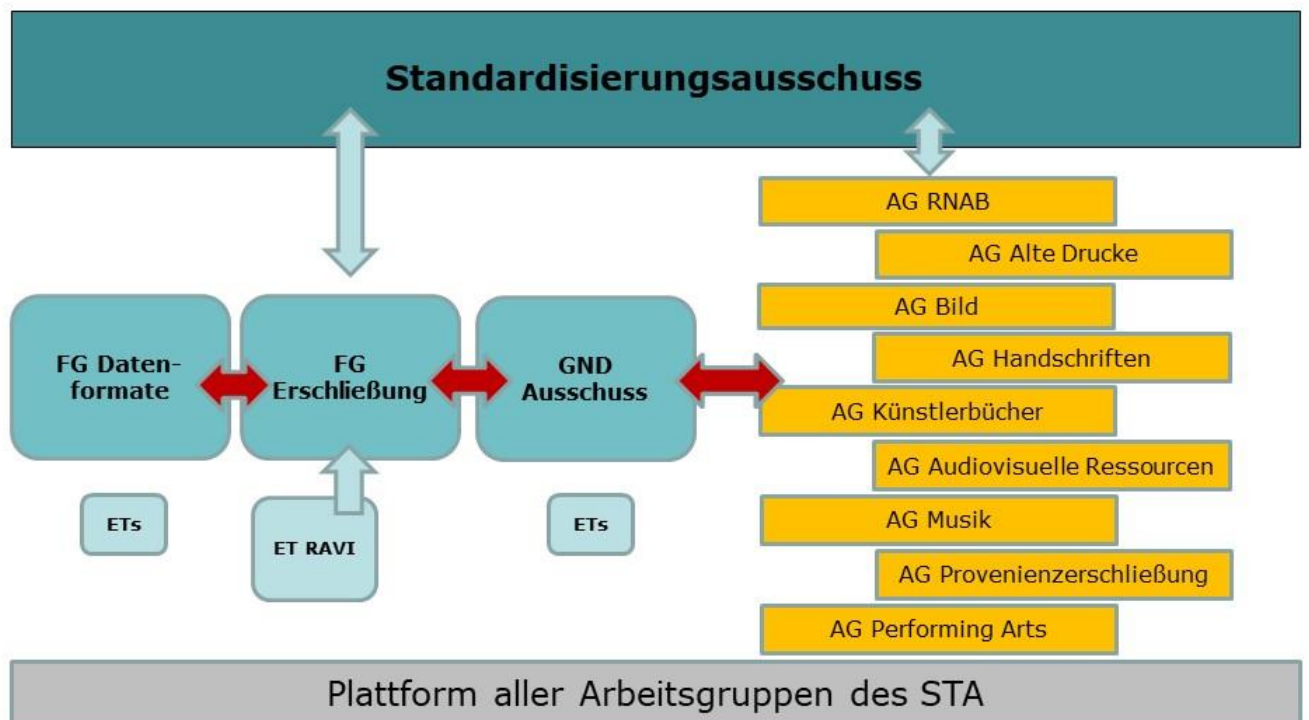 Standardisierungsausschuss
AG RNAB
AG Alte Drucke
AG Bild
AG Handschriften
AG Künstlerbücher
AG Audiovisuelle Ressourcen
AG Musik
AG Provenienzerschließung
AG Performing Arts
FG Daten-
formate
FG
Erschließung
GND
Ausschuss
ETs
ET RAVI
ETs
Plattform aller Arbeitsgruppen des STA